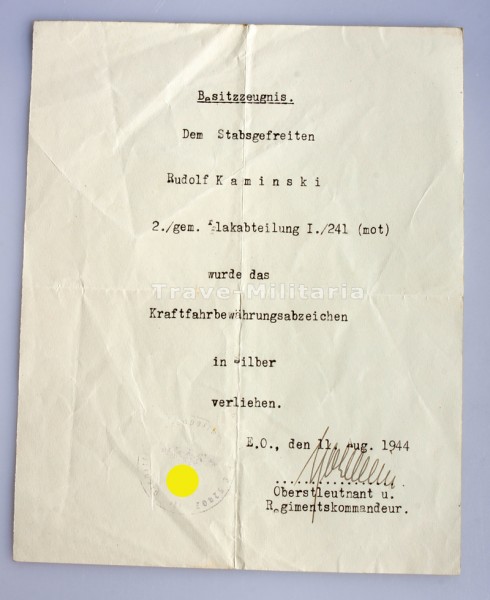 Besitzzeugnis.
Dem Stabsgefreiten
Rudolf Kaminski
2./gem. Flakabteilung I./241 (mot)
wurde das
Trave-Militaria
Kraftfahrbewährungsabzeichen
in Silber
verliehen.
E.O., den 11. Aug. 1944
Oberstleutnant u.
Regimentskommandeur.